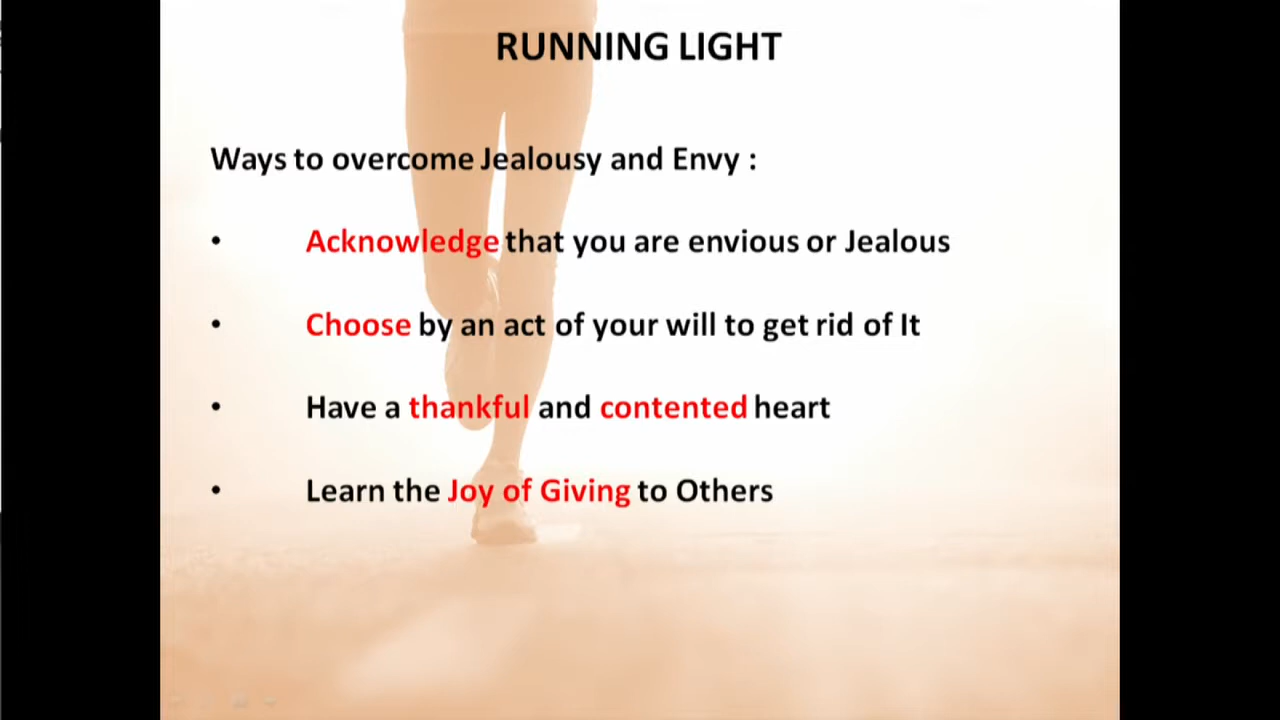 RUNNING LIGHT
Ways to overcome Jealousy and Envy :
• Acknowledge that you are envious or Jealous
• Choose by an act of your will to get rid of It
• Have a thankful and contented heart
• Learn the Joy of Giving to Others